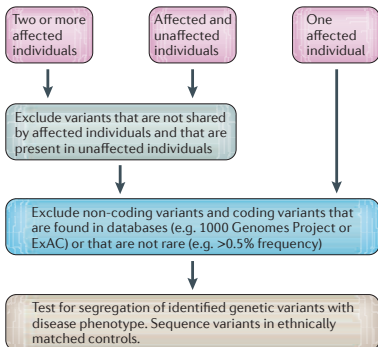 Two or more
affected
individuals
Affected and
unaffected
individuals
One
affected
individual
Exclude variants that are not shared
by affected individuals and that are
present in unaffected individuals
Exclude non-coding variants and coding variants that
are found in databases (e.g. 1000 Genomes Project or
ExAC) or that are not rare (e.g. >0.5% frequency)
Test for segregation of identified genetic variants with
disease phenotype. Sequence variants in ethnically
matched controls.